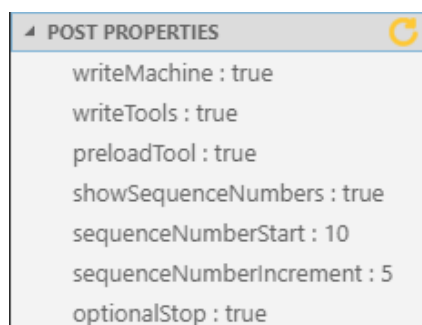 POST PROPERTIES
writeMachine : true
writeTools : true
preloadTool : true
showSequenceNumbers : true
sequenceNumberStart : 10
sequenceNumberIncrement : 5
optionalStop : true